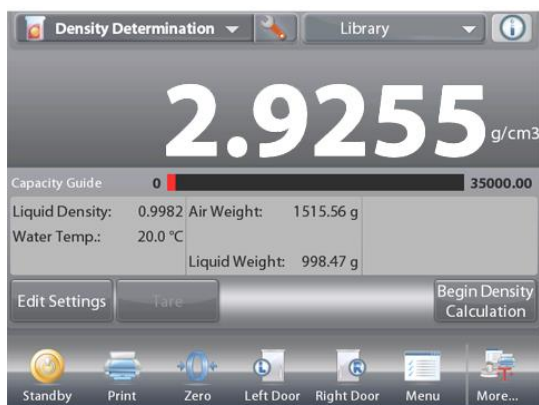 Density Determination Library
2.9255 g/cm3
Capacity Guide 0 35000.00
Liquid Density: 0.9982 Air Weight: 1515.56 g
Water Temp.: 20.0 °C
Liquid Weight: 998.47 g
Edit Settings Tare Begin Density
Calculation
Standby Print Zero Left Door Right Door Menu More...